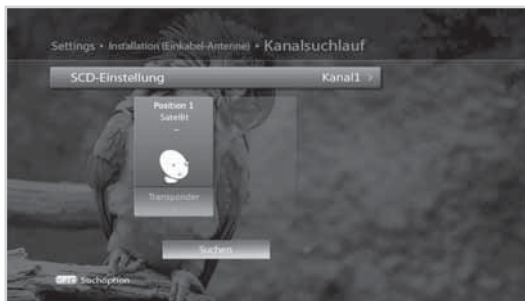 Settings • Installation (Einkabel-Antenne) • Kanalsuchlauf
SCD-Einstellung Kanal1 >
Position 1
Satellit
–
Transponder
Suchen
Suchoption